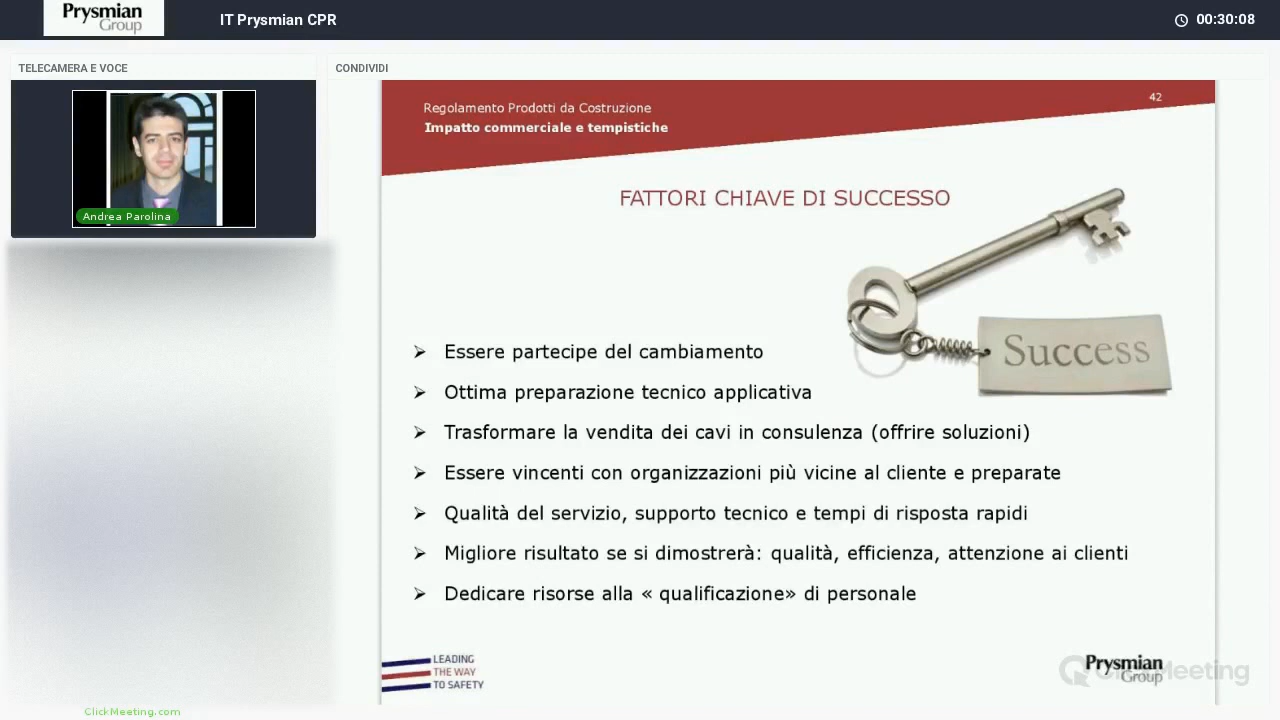 Prysmian
Group
IT Prysmian CPR
00:30:08
TELECAMERA E VOCE
CONDIVIDI
Andrea Parolina
Regolamento Prodotti da Costruzione
42
Impatto commerciale e tempistiche
FATTORI CHIAVE DI SUCCESSO
Success
Essere partecipe del cambiamento
Ottima preparazione tecnico applicativa
Trasformare la vendita dei cavi in consulenza (offrire soluzioni)
Essere vincenti con organizzazioni più vicine al cliente e preparate
Qualità del servizio, supporto tecnico e tempi di risposta rapidi
Migliore risultato se si dimostrerà: qualità, efficienza, attenzione ai clienti
Dedicare risorse alla « qualificazione» di personale
LEADING
THE WAY
TO SAFETY
Prysmian
Group
ClickMeeting
ClickMeeting.com